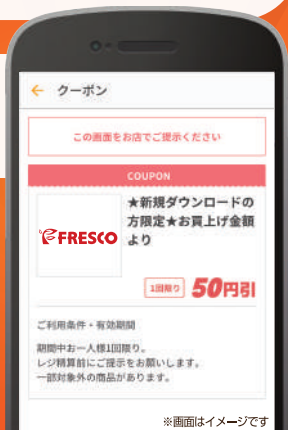 ← クーポン
この画面をお店でご提示ください
COUPON
FRESCO
★新規ダウンロードの
方限定★お買上げ金額
より
1回限り 50円引
ご利用条件・有効期間
期間中お一人様1回限り。
レジ精算前にご提示をお願いします。
一部対象外の商品があります。
※画面はイメージです